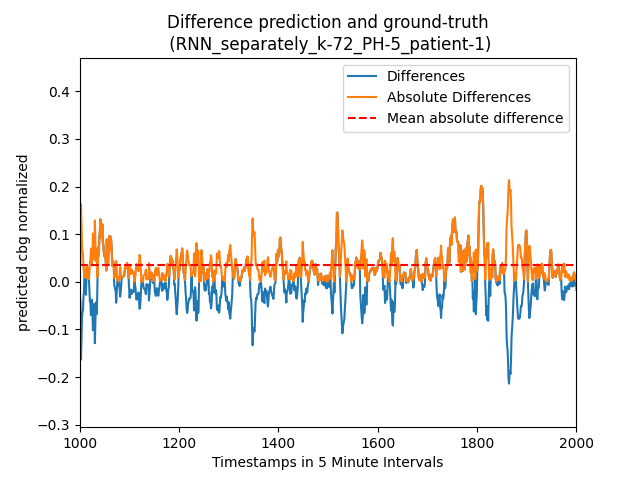 Difference prediction and ground-truth
(RNN_separately_k-72_PH-5_patient-1)
Differences
Absolute Differences
Mean absolute difference
predicted cbg normalized
0.4
0.3
0.2
0.1
0.0
−0.1
−0.2
−0.3
1000 1200 1400 1600 1800 2000
Timestamps in 5 Minute Intervals